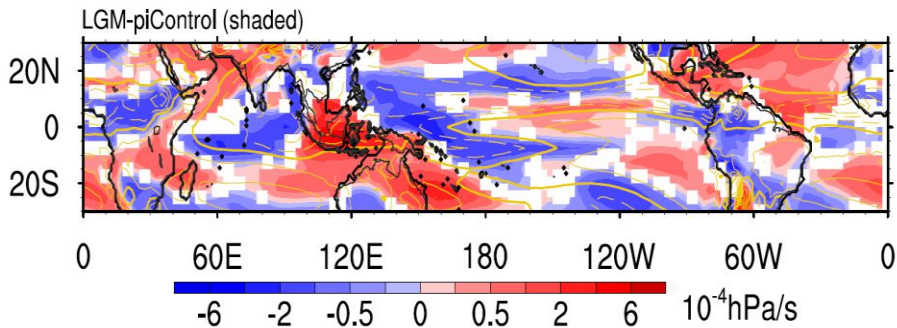 LGM-piControl (shaded)
20N
0
20S
0 60E 120E 180 120W 60W 0
-6 -2 -0.5 0 0.5 2 6 10⁻⁴hPa/s